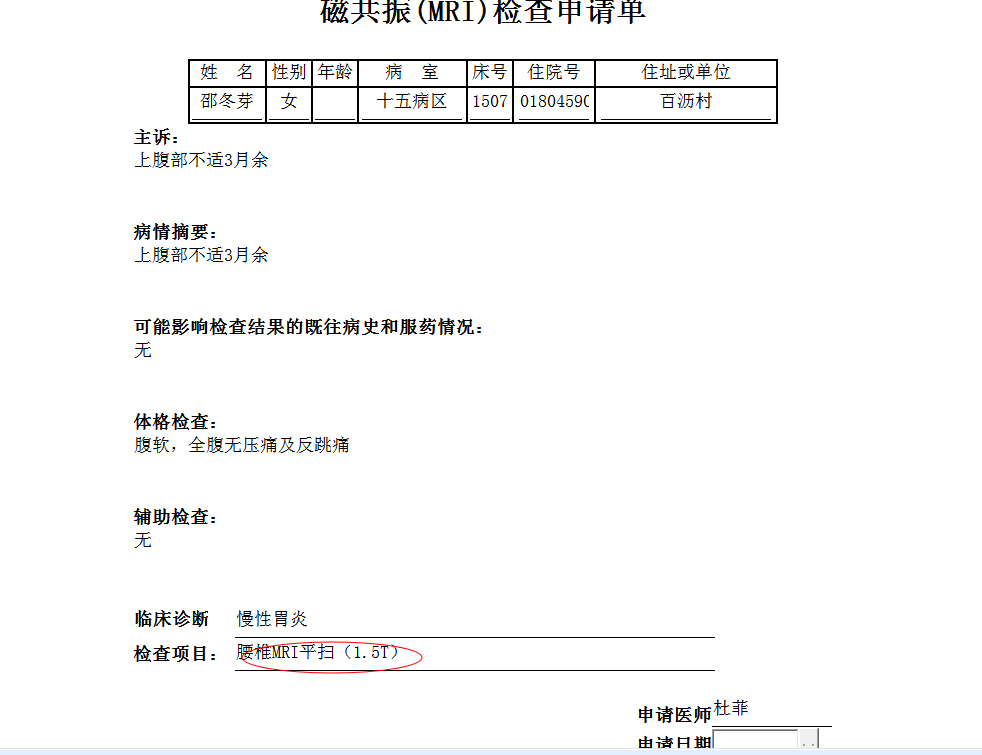 磁共振(MRI)检查申请单
姓 名 性别 年龄 病 室 床号 住院号 住址或单位
邵冬芽 女 十五病区 1507 01804590 百沥村
主诉：
上腹部不适3月余
病情摘要：
上腹部不适3月余
可能影响检查结果的既往病史和服药情况：
无
体格检查：
腹软，全腹无压痛及反跳痛
辅助检查：
无
临床诊断 慢性胃炎
检查项目： 腰椎MRI平扫（1.5T）
申请医师 杜菲
申请日期 ..